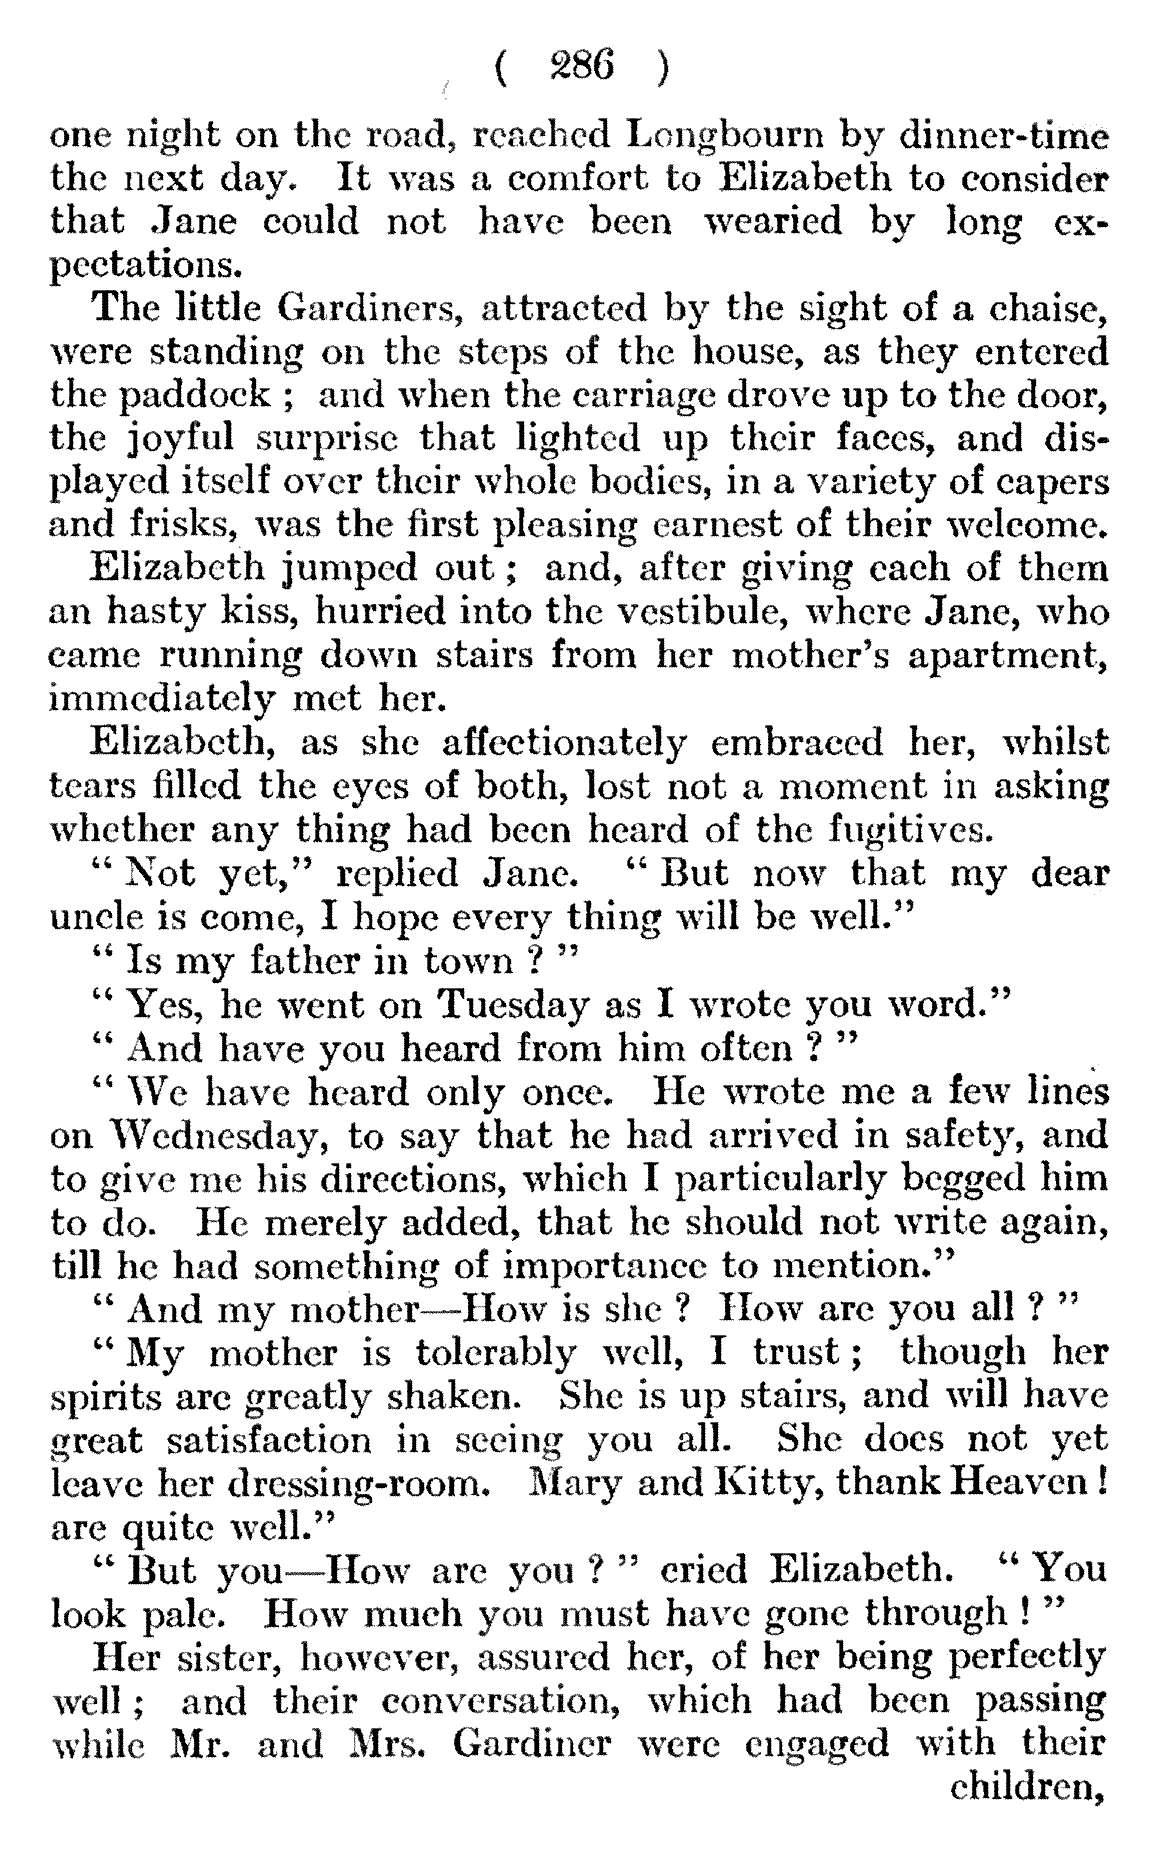 ( 286 )
one night on the road, reached Longbourn by dinner-time
the next day. It was a comfort to Elizabeth to consider
that Jane could not have been wearied by long ex-
pectations.
The little Gardiners, attracted by the sight of a chaise,
were standing on the steps of the house, as they entered
the paddock ; and when the carriage drove up to the door,
the joyful surprise that lighted up their faces, and dis-
played itself over their whole bodies, in a variety of capers
and frisks, was the first pleasing earnest of their welcome.
Elizabeth jumped out ; and, after giving each of them
an hasty kiss, hurried into the vestibule, where Jane, who
came running down stairs from her mother’s apartment,
immediately met her.
Elizabeth, as she affectionately embraced her, whilst
tears filled the eyes of both, lost not a moment in asking
whether any thing had been heard of the fugitives.
“ Not yet,” replied Jane. “ But now that my dear
uncle is come, I hope every thing will be well.”
“ Is my father in town ? ”
“ Yes, he went on Tuesday as I wrote you word.”
“ And have you heard from him often ? ”
“ We have heard only once. He wrote me a few lines
on Wednesday, to say that he had arrived in safety, and
to give me his directions, which I particularly begged him
to do. He merely added, that he should not write again,
till he had something of importance to mention.”
“ And my mother—How is she ? How are you all ? ”
“ My mother is tolerably well, I trust ; though her
spirits are greatly shaken. She is up stairs, and will have
great satisfaction in seeing you all. She does not yet
leave her dressing-room. Mary and Kitty, thank Heaven !
are quite well.”
“ But you—How are you ? ” cried Elizabeth. “ You
look pale. How much you must have gone through ! ”
Her sister, however, assured her, of her being perfectly
well ; and their conversation, which had been passing
while Mr. and Mrs. Gardiner were engaged with their
children,